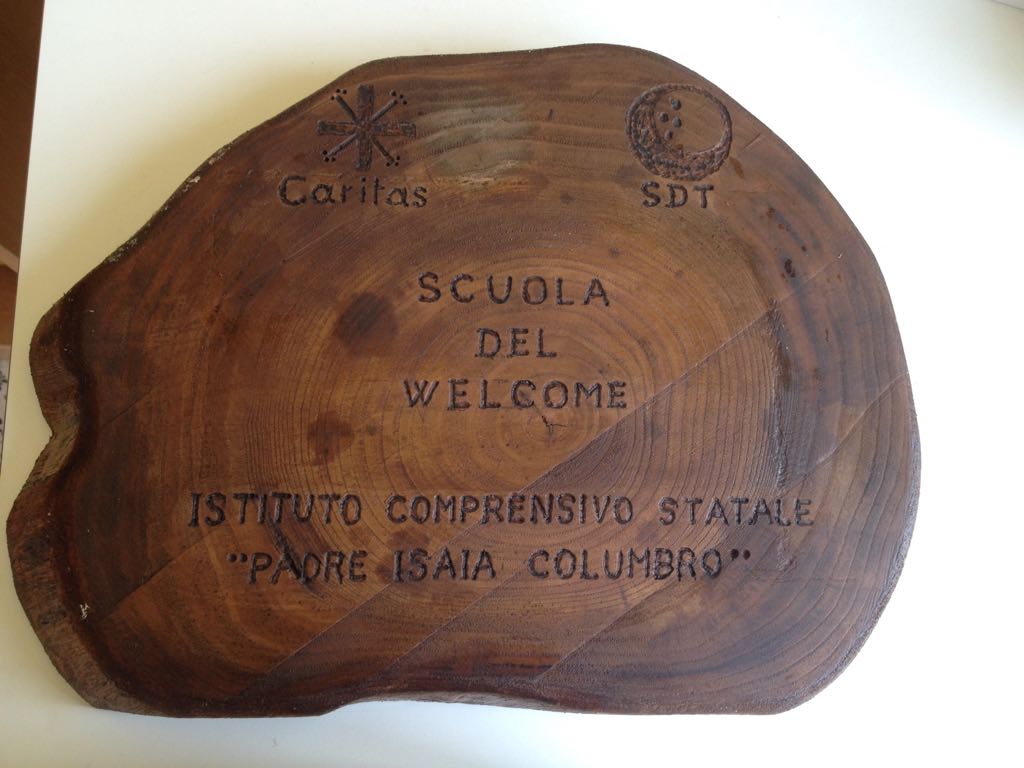 Caritas
SDT
SCUOLA
DEL
WELCOME
ISTITUTO COMPRENSIVO STATALE
"PADRE ISAIA COLUMBRO"